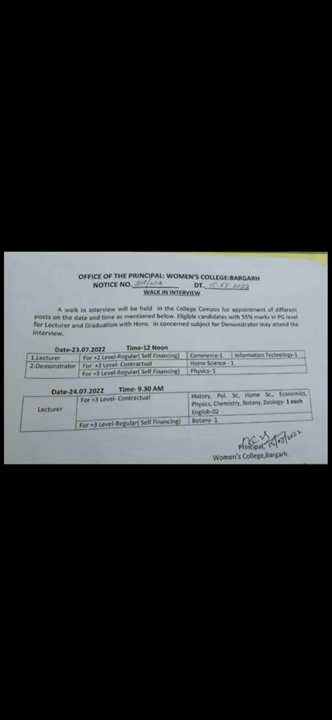 OFFICE OF THE PRINCIPAL: WOMEN'S COLLEGE:BARGARH
NOTICE NO. DT. 15.07.2022
WALK IN INTERVIEW
A walk in interview will be held in the College Campus for appointment of different
posts on the date and time as mentioned below. Eligible candidates with 55% marks in PG level
for Lecturer and Graduation with Hons. in concerned subject for Demonstrator may attend the
interview.
Date-23.07.2022 Time-12 Noon
1.Lecturer For +2 Level-Regular( Self Financing) Commerce-1 Information Technology-1
2.Demonstrator For +3 Level- Contractual Home Science - 1
For +3 Level-Regular( Self Financing) Physics-1
Date-24.07.2022 Time- 9.30 AM
Lecturer For +3 Level- Contractual History, Pol. Sc, Home Sc., Economics,
Physics, Chemistry, Botany, Zoology- 1 each
English-02
For +3 Level-Regular( Self Financing) Botany- 1
Principal,
Women's College,Bargarh.